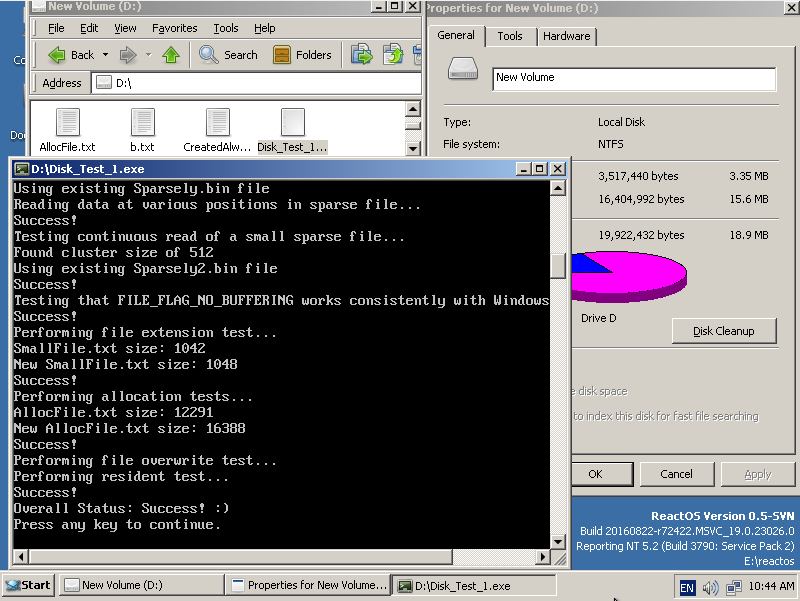 New Volume (D:)
File Edit View Favorites Tools Help
Back Search Folders
Address D:\
AllocFile.txt b.txt CreatedAlw... Disk_Test_1...
Properties for New Volume (D:)
General Tools Hardware
New Volume
Type: Local Disk
File system: NTFS
3,517,440 bytes 3.35 MB
16,404,992 bytes 15.6 MB
19,922,432 bytes 18.9 MB
Drive D
Disk Cleanup
disk space
to index this disk for fast file searching
OK Cancel Apply
D:\Disk_Test_1.exe
Using existing Sparsely.bin file
Reading data at various positions in sparse file...
Success!
Testing continuous read of a small sparse file...
Found cluster size of 512
Using existing Sparsely2.bin file
Success!
Testing that FILE_FLAG_NO_BUFFERING works consistently with Windows
Success!
Performing file extension test...
SmallFile.txt size: 1042
New SmallFile.txt size: 1048
Success!
Performing allocation tests...
AllocFile.txt size: 12291
New AllocFile.txt size: 16388
Success!
Performing file overwrite test...
Performing resident test...
Success!
Overall Status: Success! :)
Press any key to continue.
ReactOS Version 0.5-SVN
Build 20160822-r72422.MSVC_19.0.23026.0
Reporting NT 5.2 (Build 3790: Service Pack 2)
E:\reactos
Start New Volume (D:) Properties for New Volume... D:\Disk_Test_1.exe EN 10:44 AM